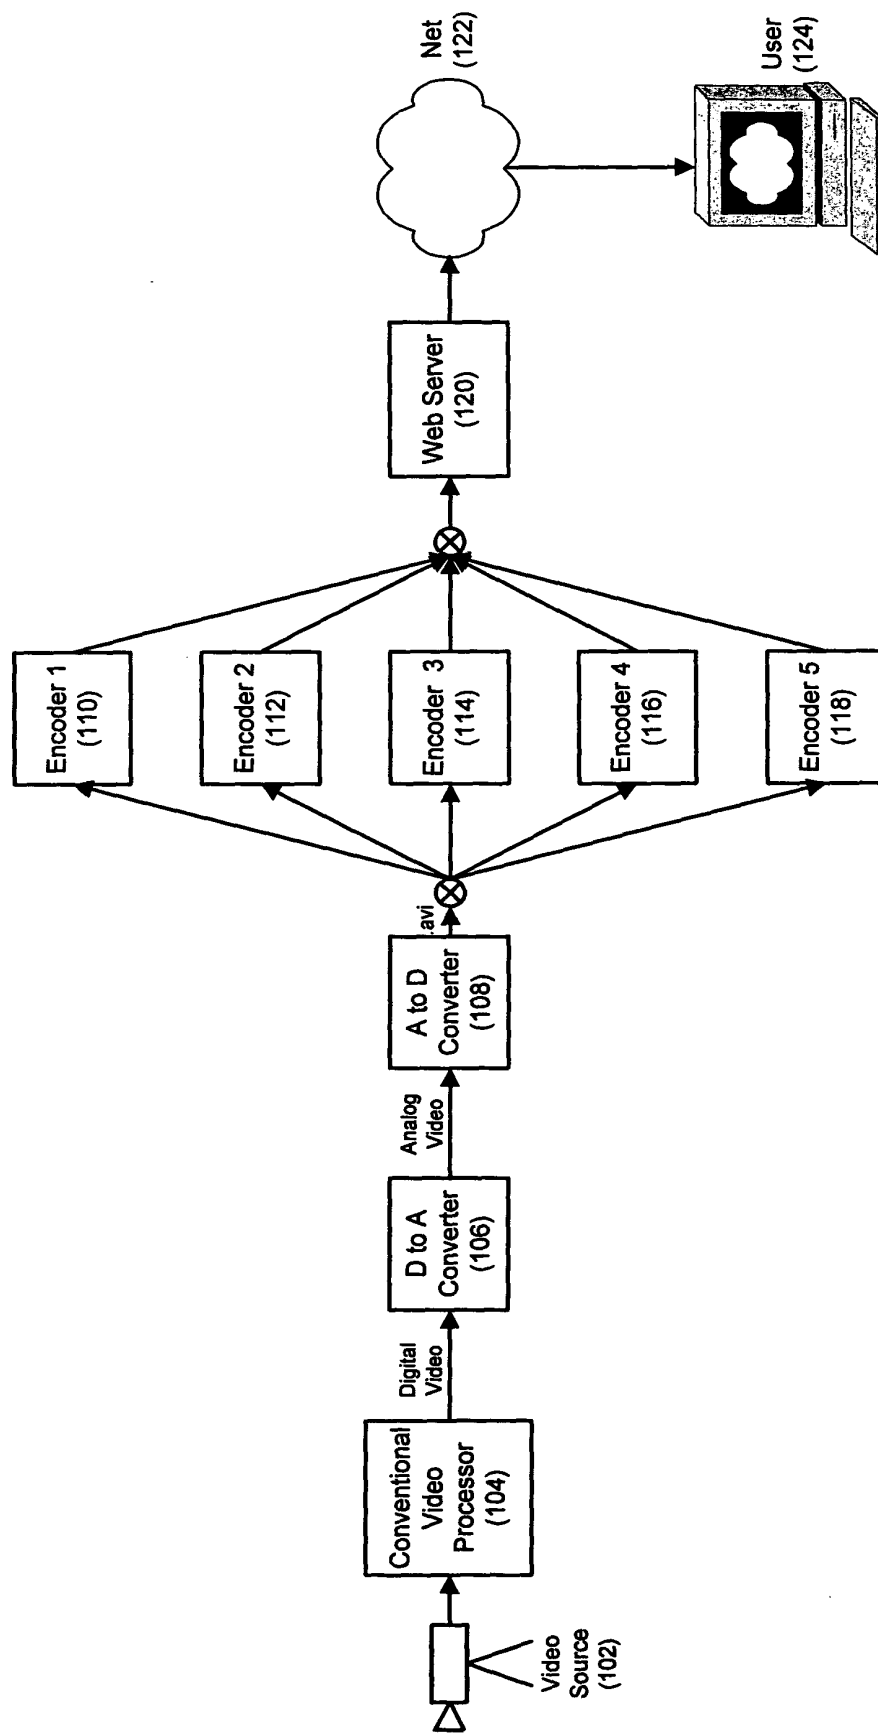 Video
Source
(102)
Conventional
Video
Processor
(104)
Digital
Video
D to A
Converter
(106)
Analog
Video
A to D
Converter
(108)
.avi
Encoder 1
(110)
Encoder 2
(112)
Encoder 3
(114)
Encoder 4
(116)
Encoder 5
(118)
Web Server
(120)
Net
(122)
User
(124)